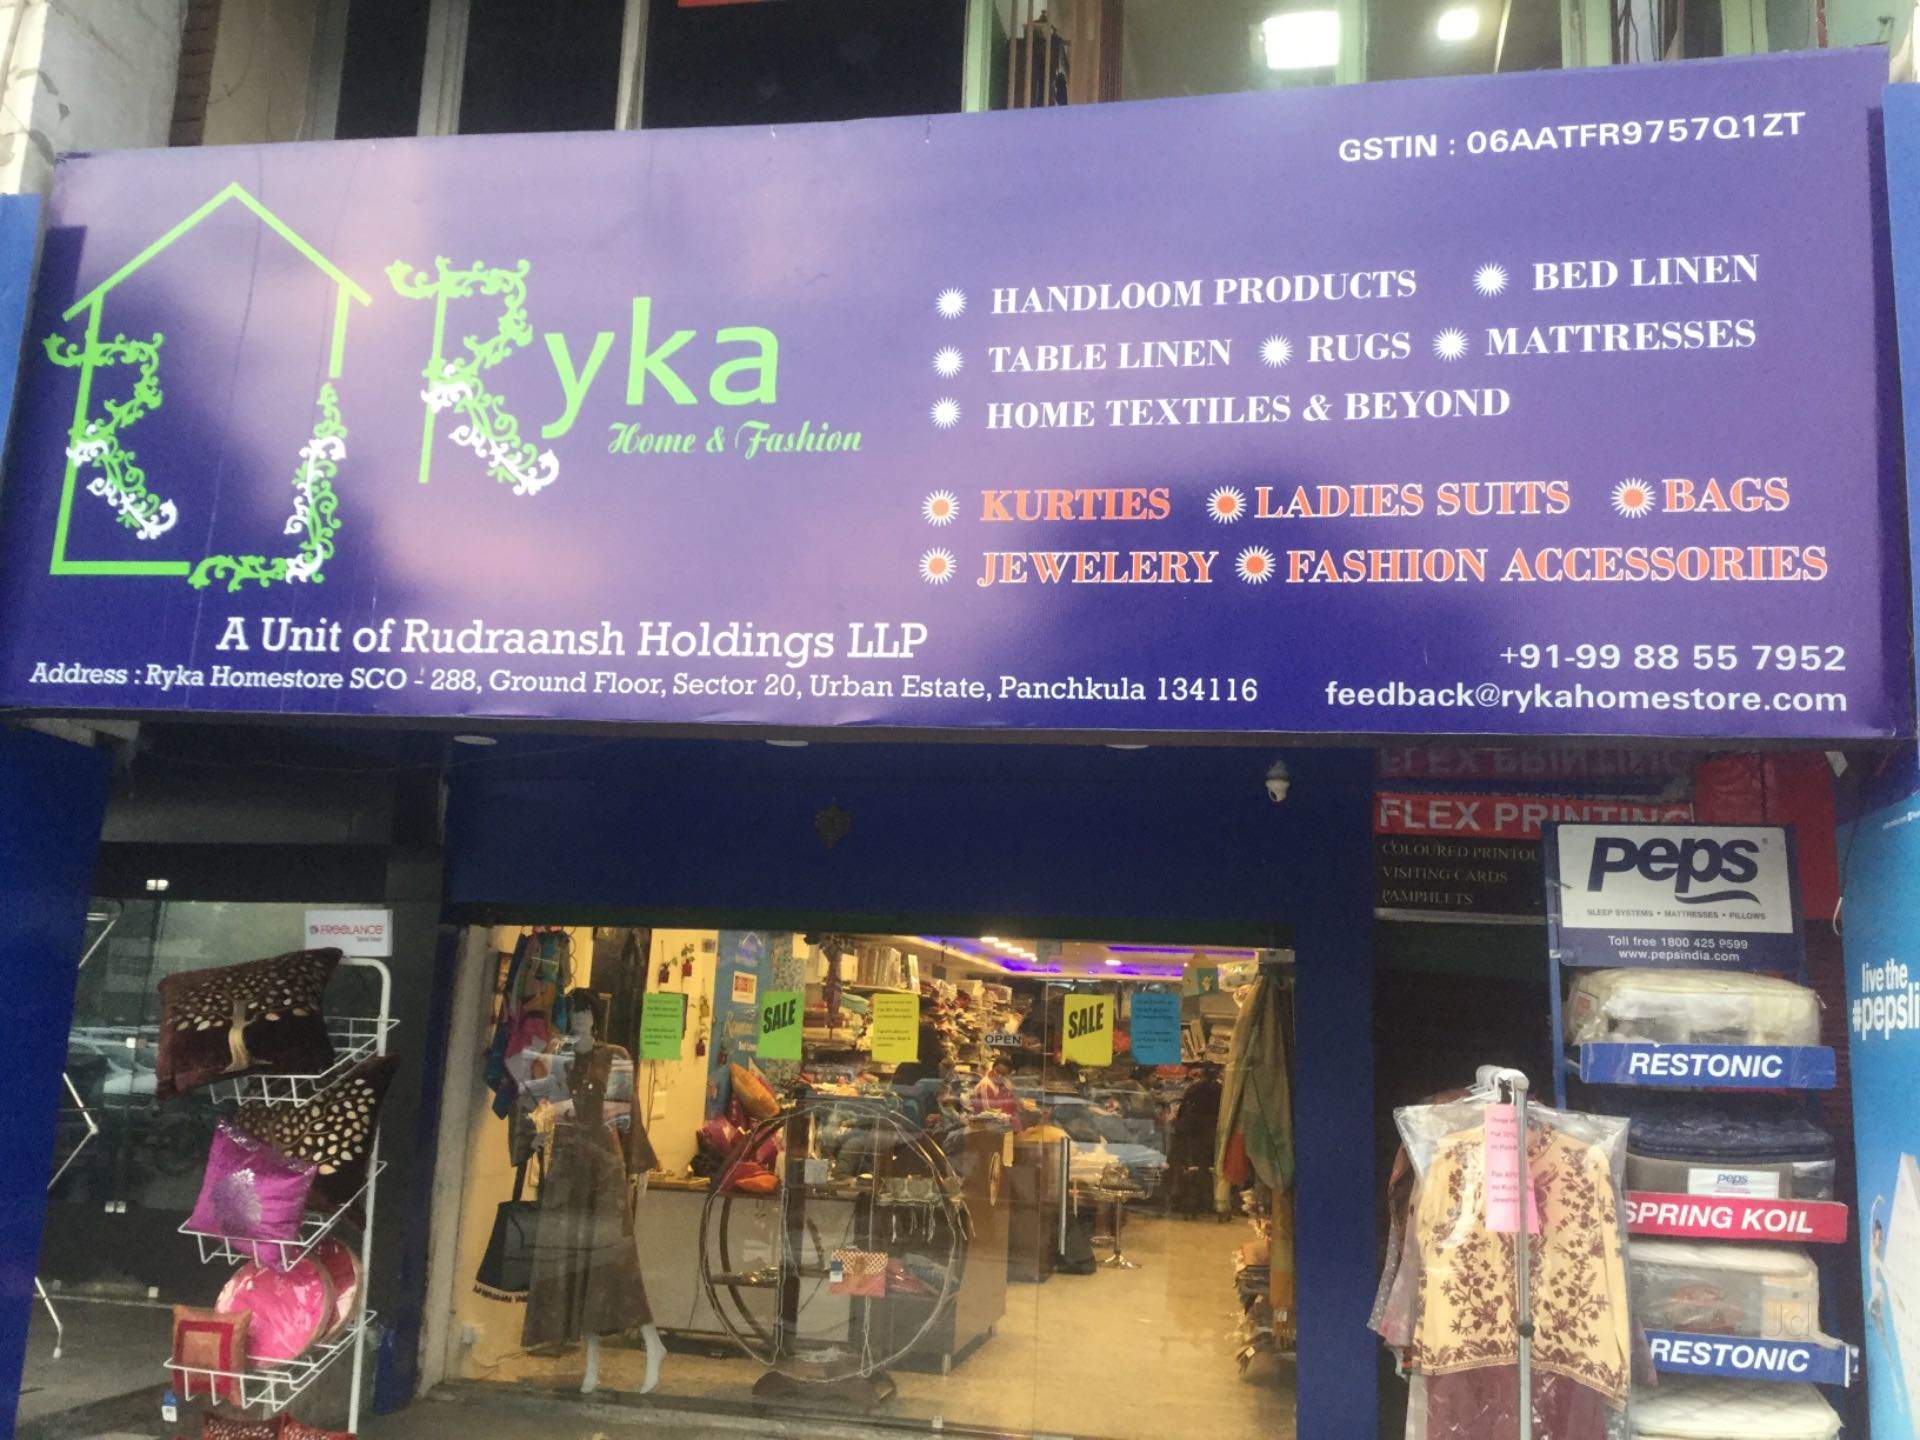 GSTIN : 06AATFR9757Q1ZT
Ryka
Home & Fashion
HANDLOOM PRODUCTS BED LINEN
TABLE LINEN RUGS MATTRESSES
HOME TEXTILES & BEYOND
KURTIES LADIES SUITS BAGS
JEWELERY FASHION ACCESSORIES
A Unit of Rudraansh Holdings LLP
Address : Ryka Homestore SCO - 288, Ground Floor, Sector 20, Urban Estate, Panchkula 134116
+91-99 88 55 7952
feedback@rykahomestore.com
FLEX PRINTING
COLOURED PRINTOU
VISITING CARDS
PAMPHLETS
Peps
SLEEP SYSTEMS • MATTRESSES • PILLOWS
Toll free 1800 425 9599
www.pepsindia.com
FREELANCE
SALE
OPEN
SALE
live the
#pepsli
RESTONIC
Peps
SPRING KOIL
RESTONIC
Jd